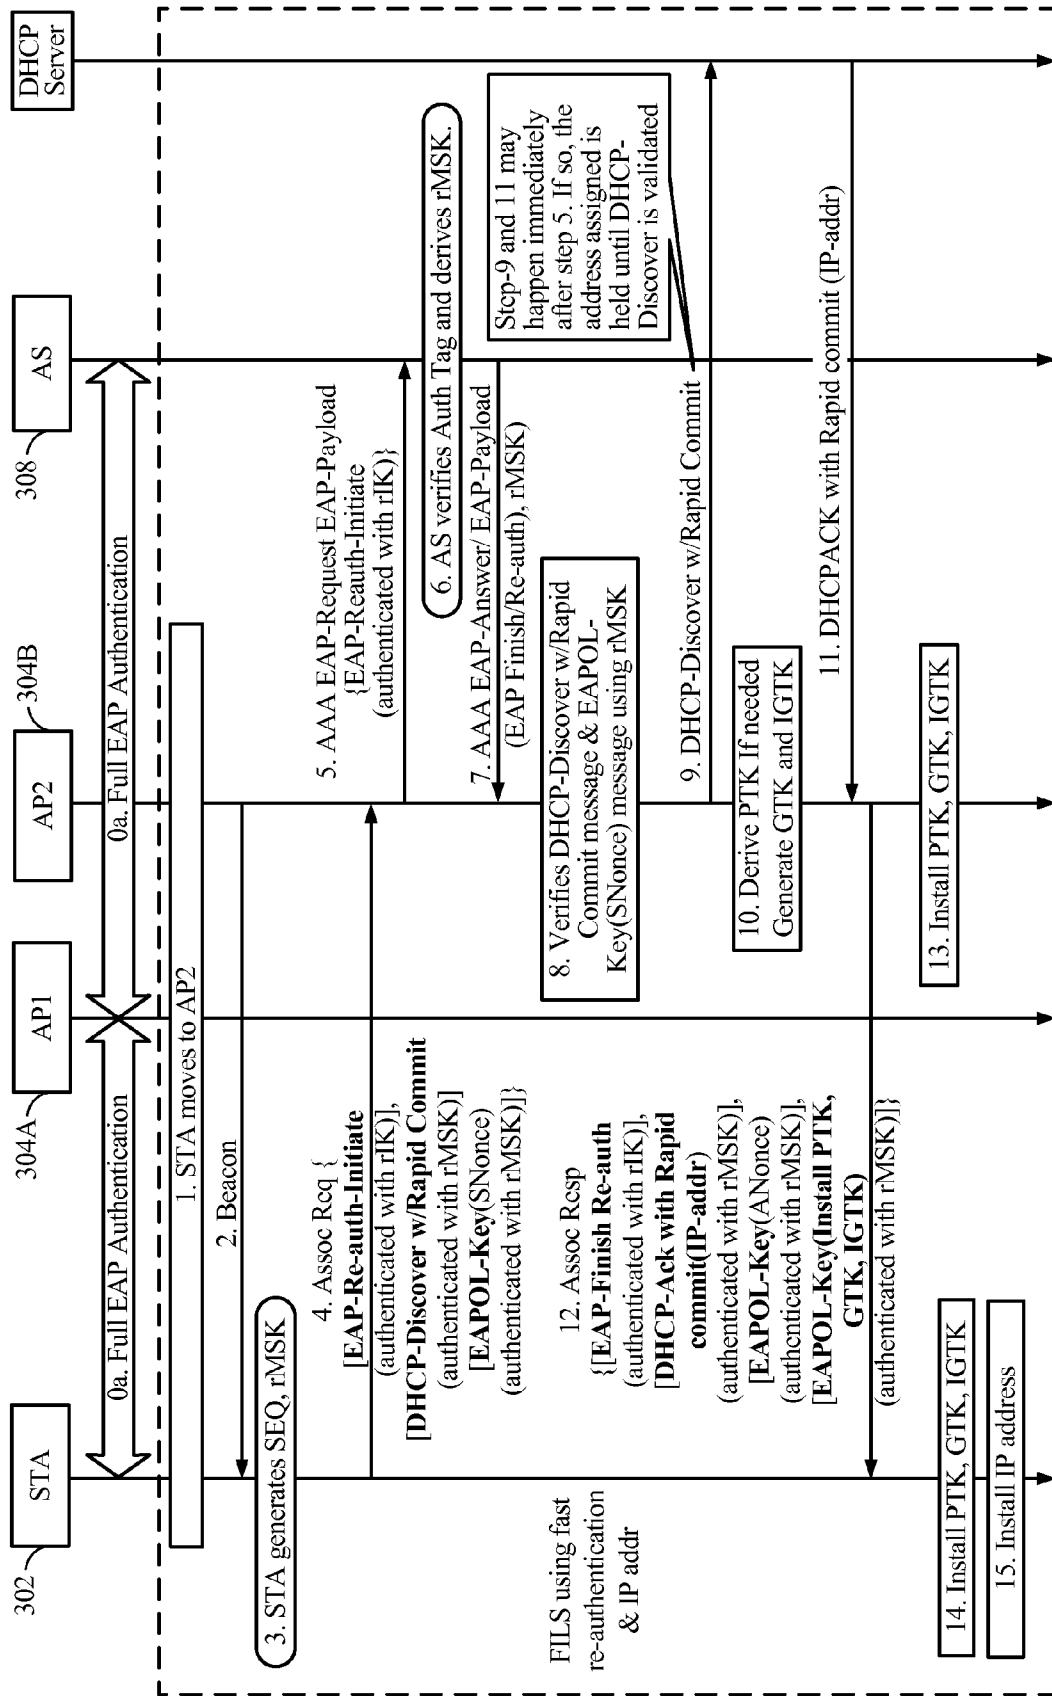 STA
302
AP1
304A
AP2
304B
AS
308
DHCP
Server
0a. Full EAP Authentication
0a. Full EAP Authentication
1. STA moves to AP2
2. Beacon
3. STA generates SEQ, rMSK
4. Assoc Rcq {
[EAP-Re-auth-Initiate
(authenticated with rIK)],
[DHCP-Discover w/Rapid Commit
(authenticated with rMSK)]
[EAPOL-Key(SNonce)
(authenticated with rMSK)]}
5. AAA EAP-Request EAP-Payload
{EAP-Reauth-Initiate
(authenticated with rIK)}
6. AS verifies Auth Tag and derives rMSK.
7. AAA EAP-Answer/ EAP-Payload
(EAP Finish/Re-auth), rMSK)
8. Verifies DHCP-Discover w/Rapid
Commit message & EAPOL-
Key(SNonce) message using rMSK
Stcp-9 and 11 may
happen immediately
after step 5. If so, the
address assigned is
held until DHCP-
Discover is validated
9. DHCP-Discover w/Rapid Commit
10. Derive PTK If needed
Generate GTK and IGTK
11. DHCPACK with Rapid commit (IP-addr)
FILS using fast
re-authentication
& IP addr
12. Assoc Rcsp
{[EAP-Finish Re-auth
(authenticated with rIK)],
[DHCP-Ack with Rapid
commit(IP-addr)
(authenticated with rMSK)],
[EAPOL-Key(ANonce)
(authenticated with rMSK)],
[EAPOL-Key(Install PTK,
GTK, IGTK)
(authenticated with rMSK)]}
13. Install PTK, GTK, IGTK
14. Install PTK, GTK, IGTK
15. Install IP address